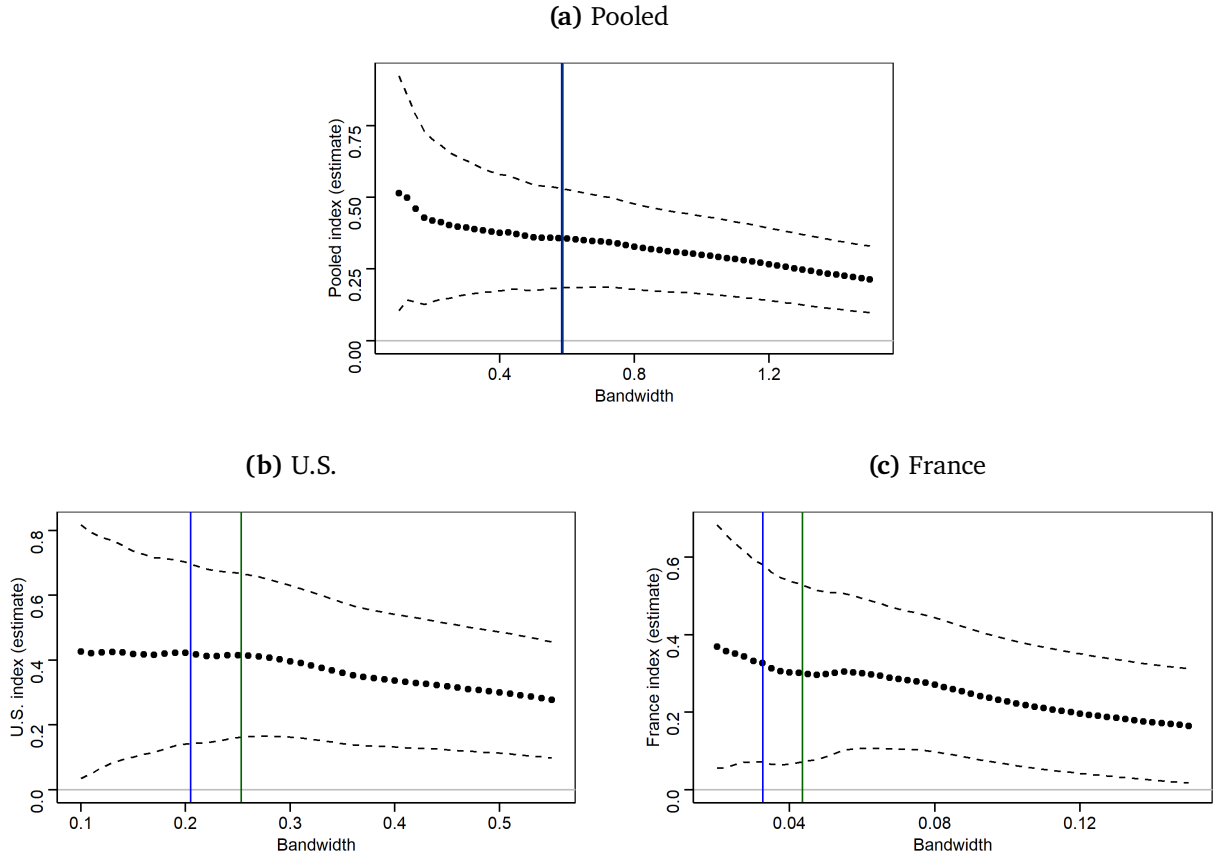 (a) Pooled
Pooled index (estimate)
0.00
0.25
0.50
0.75
0.4
0.8
1.2
Bandwidth
(b) U.S.
U.S. index (estimate)
0.0
0.2
0.4
0.6
0.8
0.1
0.2
0.3
0.4
0.5
Bandwidth
(c) France
France index (estimate)
0.0
0.2
0.4
0.6
0.04
0.08
0.12
Bandwidth